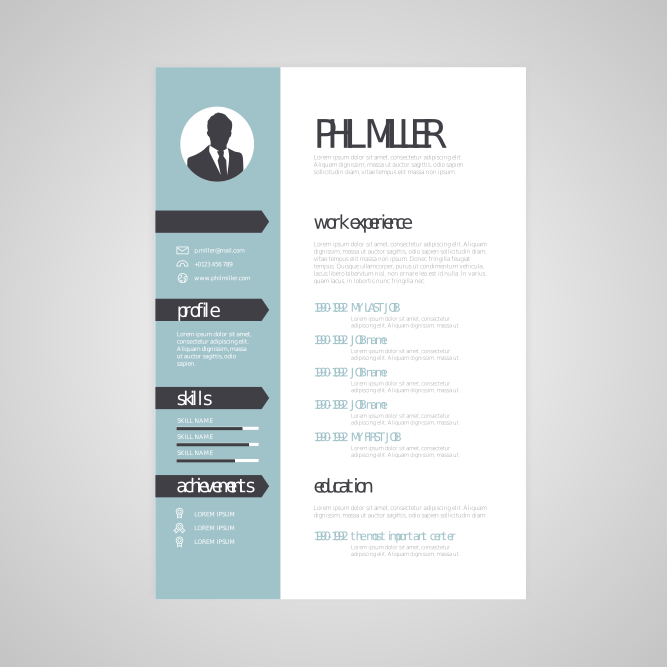 p.miller@mail.com
+0123 456 789
www.philmiller.com
profile
Lorem ipsum dolor sit amet,
consectetur adipiscing elit.
Aliquam dignissim, massa
ut auctor sagittis, odio
sapien.
skills
SKILL NAME
SKILL NAME
SKILL NAME
achievements
LOREM IPSUM
LOREM IPSUM
LOREM IPSUM
PHIL MILLER
Lorem ipsum dolor sit amet, consectetur adipiscing elit.
Aliquam dignissim, massa ut auctor sagittis, odio sapien
sollicitudin diam, vitae tempus elit massa non ipsum.
work experience
Lorem ipsum dolor sit amet, consectetur adipiscing elit.
Aliquam dignissim, massa ut auctor sagittis, odio sapien sollicitudin
diam, vitae tempus elit massa non ipsum. Donec fringilla feugiat
tempus. Quisque ullamcorper, purus ut condimentum vehicula,
lacus libero bibendum nisl, non ornare leo est id nulla. In varius
quam lacus, in lobortis nunc fringilla nec
1990-1992 MY LAST JOB
Lorem ipsum dolor sit amet, consectetur
adipiscing elit. Aliquam dignissim, massa ut
1990-1992 JOB name
Lorem ipsum dolor sit amet, consectetur
adipiscing elit. Aliquam dignissim, massa ut
1990-1992 JOB name
Lorem ipsum dolor sit amet, consectetur
adipiscing elit. Aliquam dignissim, massa ut
1990-1992 JOB name
Lorem ipsum dolor sit amet, consectetur
adipiscing elit. Aliquam dignissim, massa ut
1990-1992 MY FIRST JOB
Lorem ipsum dolor sit amet, consectetur
adipiscing elit. Aliquam dignissim, massa ut
education
Lorem ipsum dolor sit amet, consectetur adipiscing elit. Aliquam
dignissim, massa ut auctor sagittis, odio sapien sollicitudin diam
1990-1992 the most important center
Lorem ipsum dolor sit amet, consectetur
adipiscing elit. Aliquam dignissim, massa ut